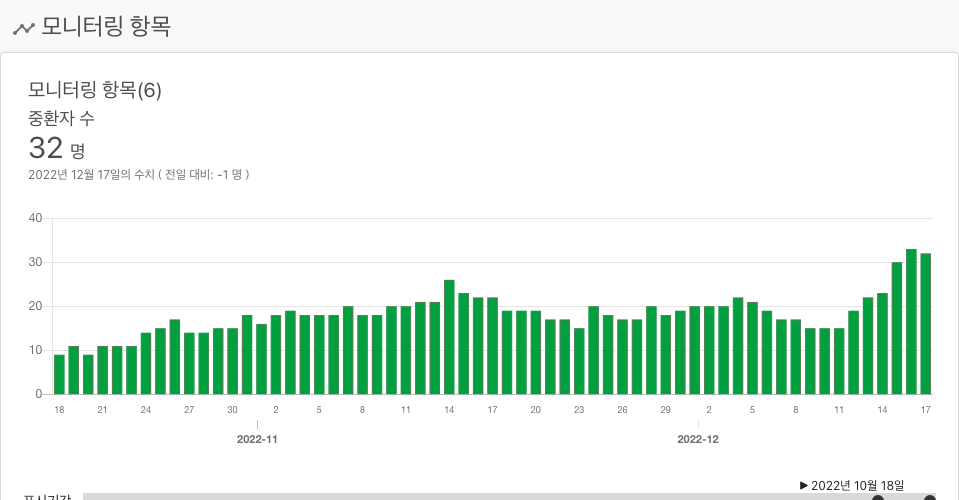 모니터링 항목
모니터링 항목(6)
중환자 수
32 명
2022년 12월 17일의 수치 ( 전일 대비: -1 명 )
40
30
20
10
0
18 21 24 27 30 2 5 8 11 14 17 20 23 26 29 2 5 8 11 14 17
2022-11 2022-12
▶ 2022년 10월 18일
표시기간